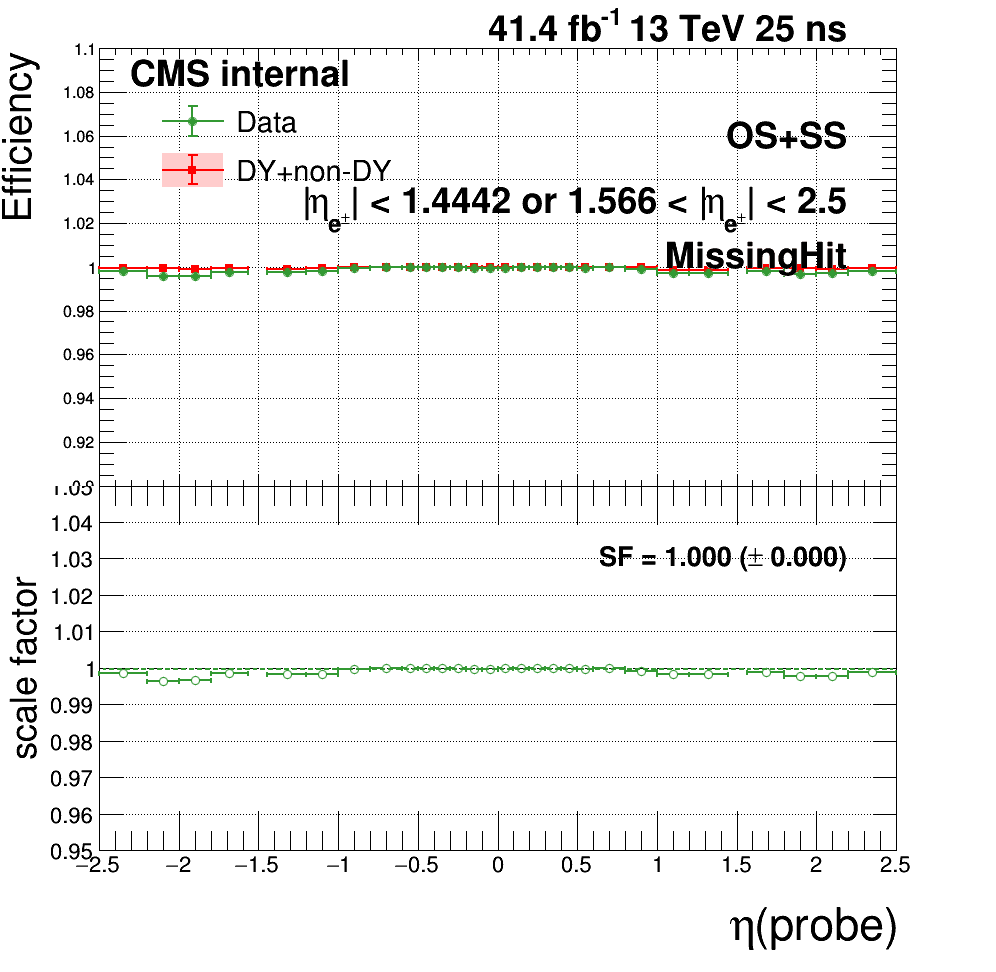 41.4 fb-1 13 TeV 25 ns
Efficiency
1.1
1.08
1.06
1.04
1.02
1
0.98
0.96
0.94
0.92
CMS internal
Data
DY+non-DY
OS+SS
|ηe±| < 1.4442 or 1.566 < |ηe±| < 2.5
MissingHit
scale factor
1.04
1.03
1.02
1.01
1
0.99
0.98
0.97
0.96
0.95
SF = 1.000 (± 0.000)
−2.5 −2 −1.5 −1 −0.5 0 0.5 1 1.5 2 2.5
η(probe)